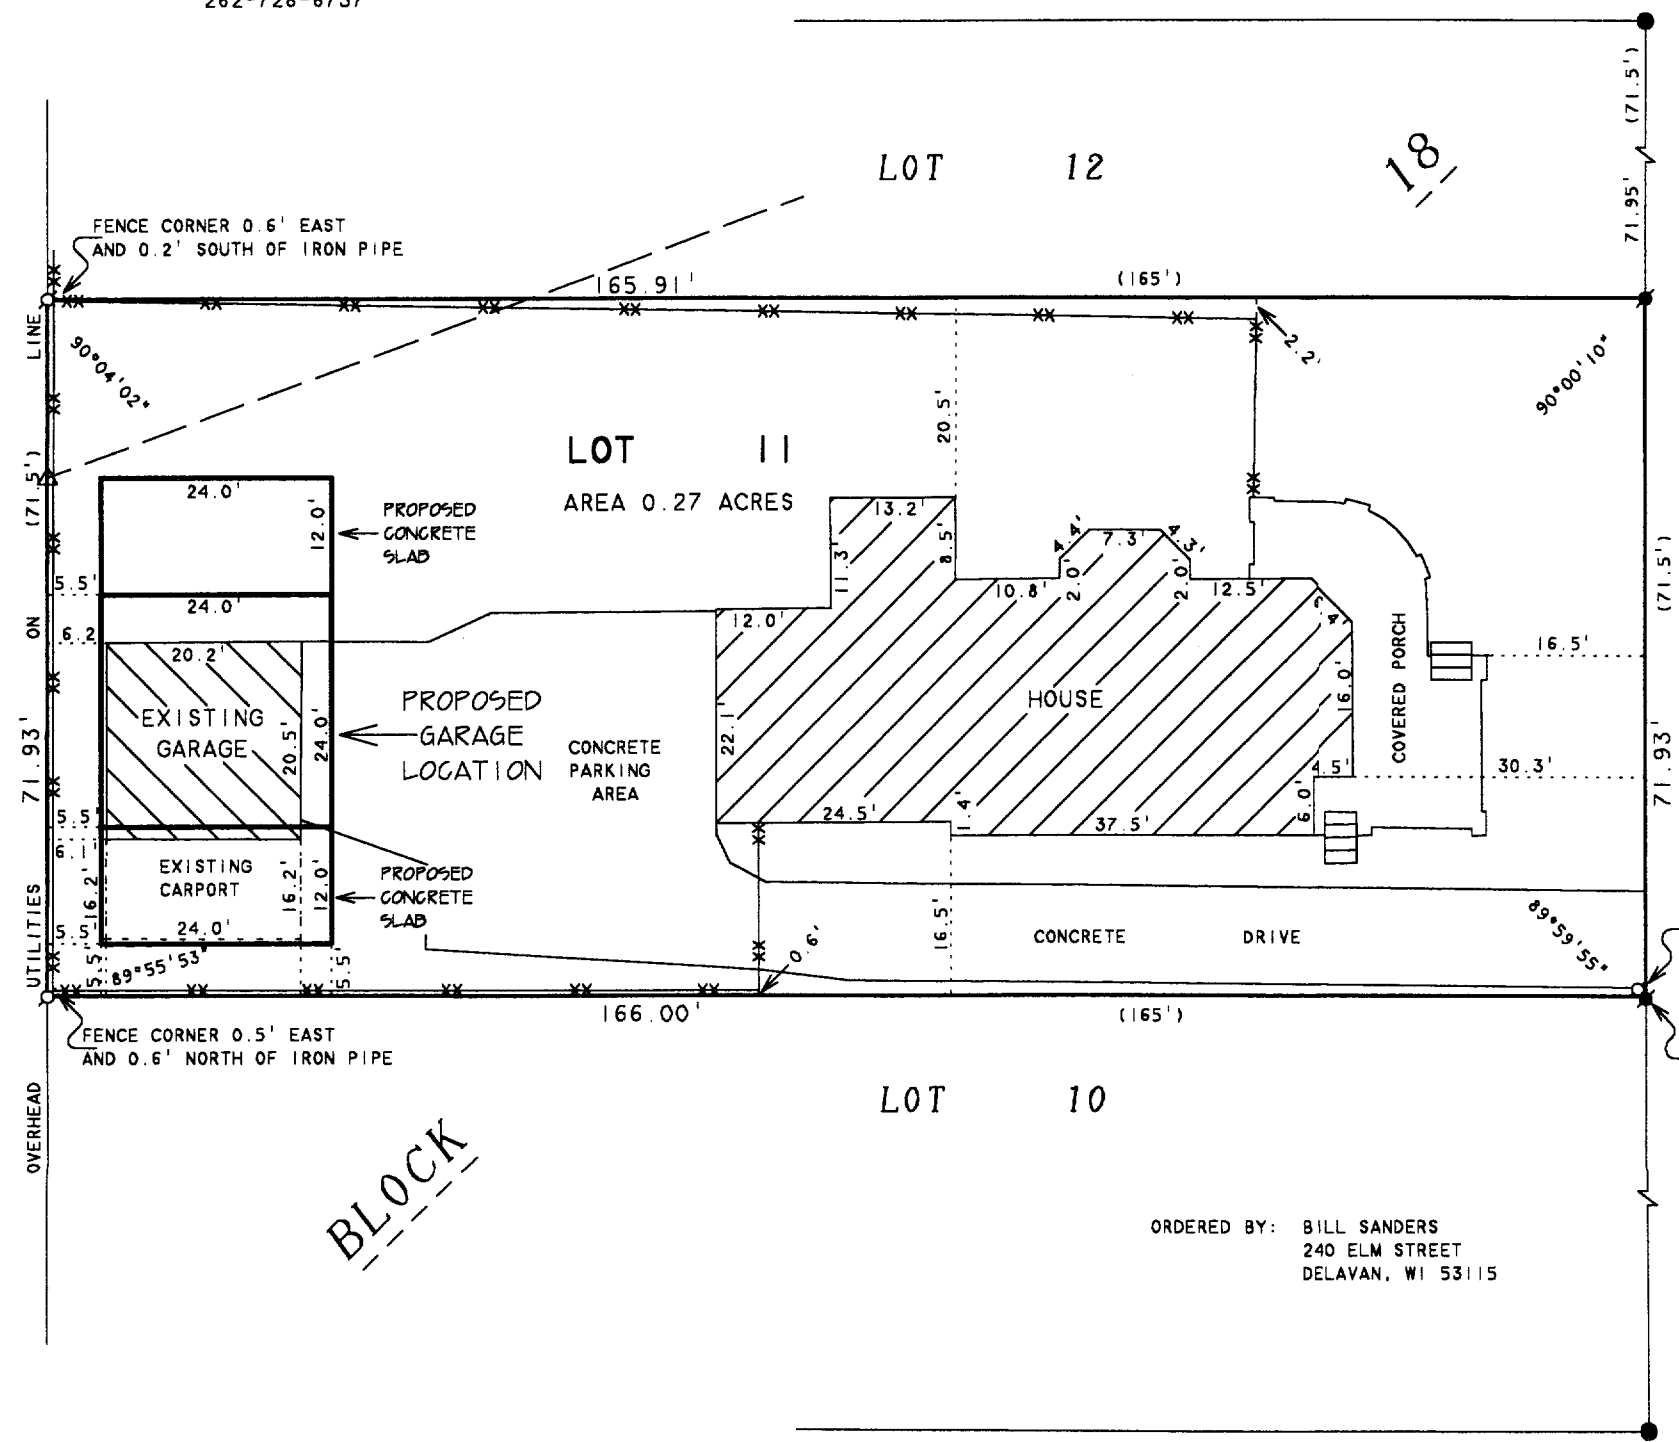 262-728-6737
(71.5')
LOT 12
18
71.95'
FENCE CORNER 0.6' EAST
AND 0.2' SOUTH OF IRON PIPE
165.91'
(165')
2.2'
90°04'02"
90°00'10"
LINE
(71.5')
ON
71.93'
UTILITIES
OVERHEAD
20.5'
LOT 11
AREA 0.27 ACRES
24.0'
12.0'
PROPOSED
CONCRETE
SLAB
5.5'
24.0'
6.2
20.2'
EXISTING
GARAGE
20.5'
24.0'
PROPOSED
GARAGE
LOCATION
CONCRETE
PARKING
AREA
13.2'
11.3'
8.5'
4.4'
7.3'
4.3'
2.0'
2.0'
10.8'
12.5'
12.0'
22.1'
HOUSE
16.0'
COVERED PORCH
16.5'
(71.5')
4.5'
30.3'
71.93'
6.0'
24.5'
1.4'
37.5'
5.5'
6.1'
EXISTING
CARPORT
16.2'
16.2'
12.0'
PROPOSED
CONCRETE
SLAB
5.5'
24.0'
5.5'
89°55'53"
5.5'
0.6'
16.5'
CONCRETE DRIVE
89°59'55"
166.00'
(165')
FENCE CORNER 0.5' EAST
AND 0.6' NORTH OF IRON PIPE
LOT 10
BLOCK
ORDERED BY: BILL SANDERS
240 ELM STREET
DELAVAN, WI 53115